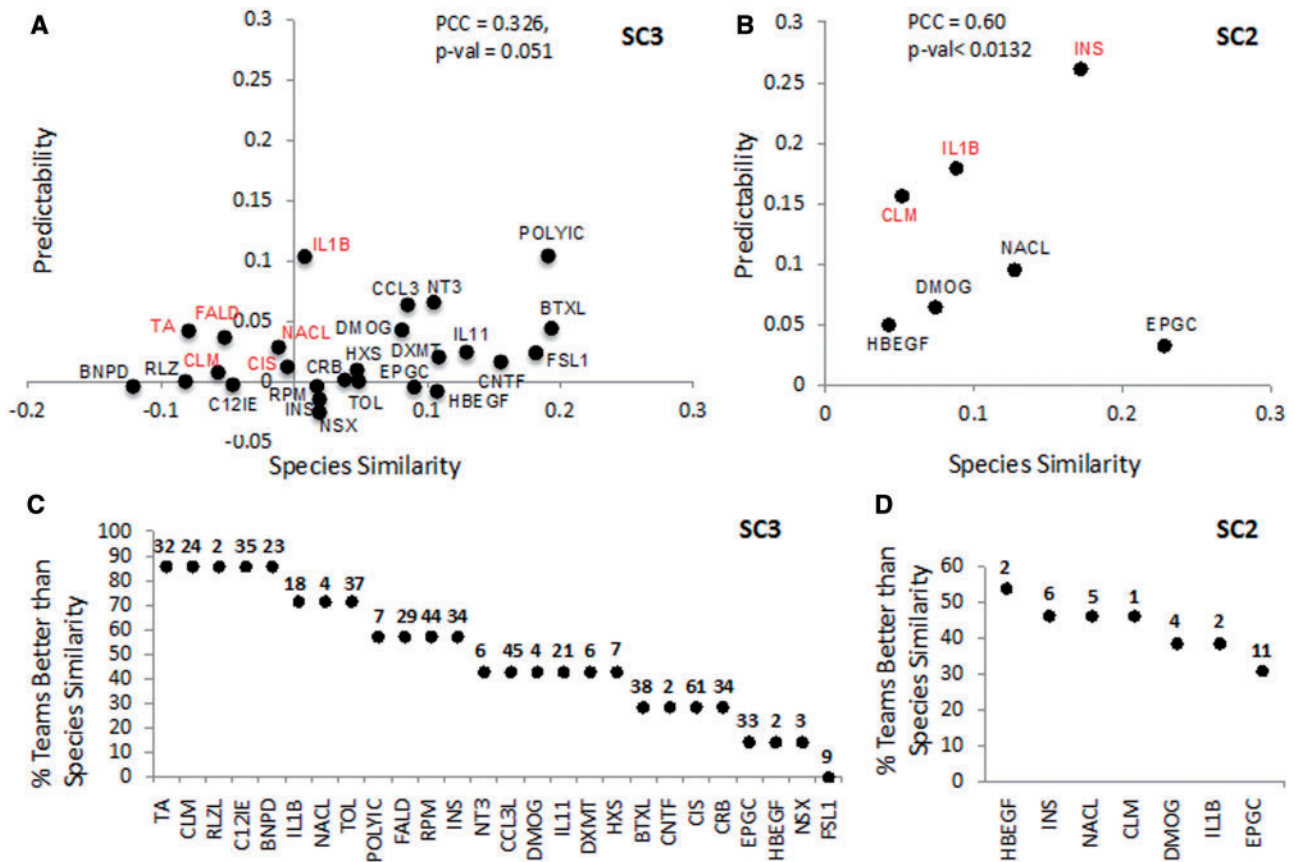 A
PCC = 0.326,
p-val = 0.051
SC3
Predictability
0.3
0.25
0.2
0.15
0.1
0.05
0
-0.05
-0.2
-0.1
0.1
0.2
0.3
IL1B
POLYIC
CCL3
NT3
TA
FALD
NACL
DMOG
BTXL
IL11
BNPD
RLZ
CLM
CIS
CRB
HXS
DXMT
FSL1
EPGC
CNTF
C12IE
RPM
INS
TOL
HBEGF
NSX
Species Similarity
B
PCC = 0.60
p-val< 0.0132
SC2
Predictability
0.3
0.25
0.2
0.15
0.1
0.05
0
INS
IL1B
CLM
NACL
DMOG
HBEGF
EPGC
0
0.1
0.2
0.3
Species Similarity
C
SC3
% Teams Better than
Species Similarity
100
90
80
70
60
50
40
30
20
10
0
32 24 2 35 23 18 4 37 7 29 44 34 6 45 4 21 6 7 38 2 61 34 33 2 3 9
TA
CLM
RLZL
C12IE
BNPD
IL1B
NACL
TOL
POLYIC
FALD
RPM
INS
NT3
CCL3L
DMOG
IL11
DXMT
HXS
BTXL
CNTF
CIS
CRB
EPGC
HBEGF
NSX
FSL1
D
SC2
% Teams Better than
Species Similarity
60
50
40
30
20
10
0
2 6 5 1 4 2 11
HBEGF
INS
NACL
CLM
DMOG
IL1B
EPGC